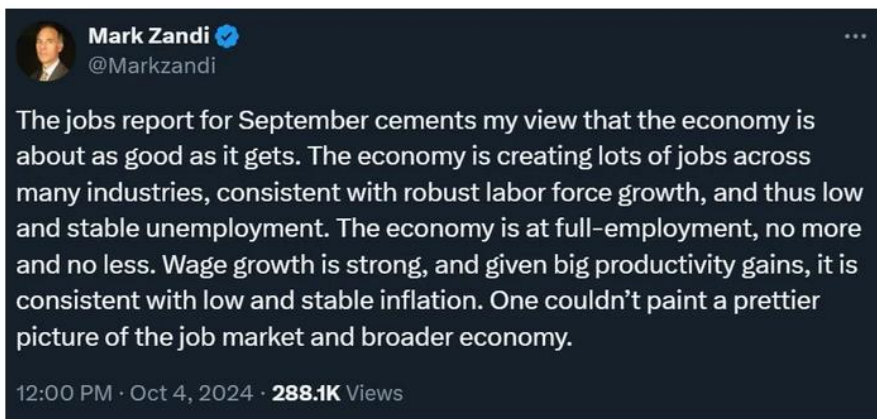 Mark Zandi
@Markzandi
The jobs report for September cements my view that the economy is
about as good as it gets. The economy is creating lots of jobs across
many industries, consistent with robust labor force growth, and thus low
and stable unemployment. The economy is at full-employment, no more
and no less. Wage growth is strong, and given big productivity gains, it is
consistent with low and stable inflation. One couldn’t paint a prettier
picture of the job market and broader economy.
12:00 PM · Oct 4, 2024 · 288.1K Views